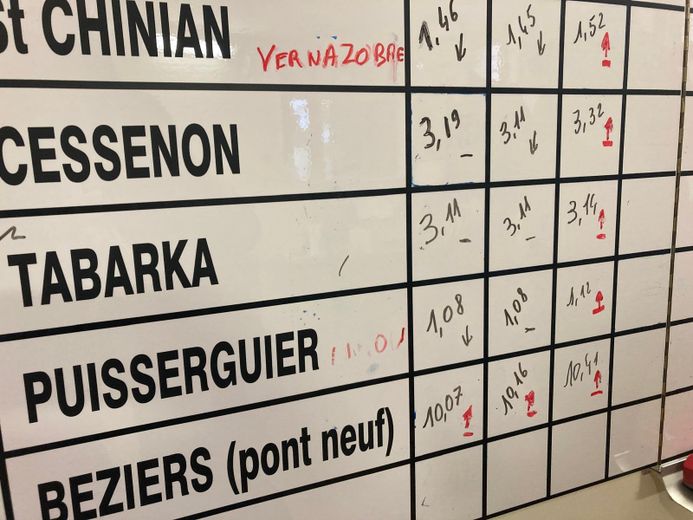 St CHINIAN VERNAZOBRE 1,46 ↓ 1,45 ↓ 1,52 ↑
CESSENON 3,19 - 3,11 ↓ 3,32 ↑
TABARKA 3,11 - 3,11 - 3,14 ↑
PUISSERGUIER 1,08 ↓ 1,08 - 1,12 ↑
BEZIERS (pont neuf) 10,07 ↑ 10,16 ↑ 10,41 ↑